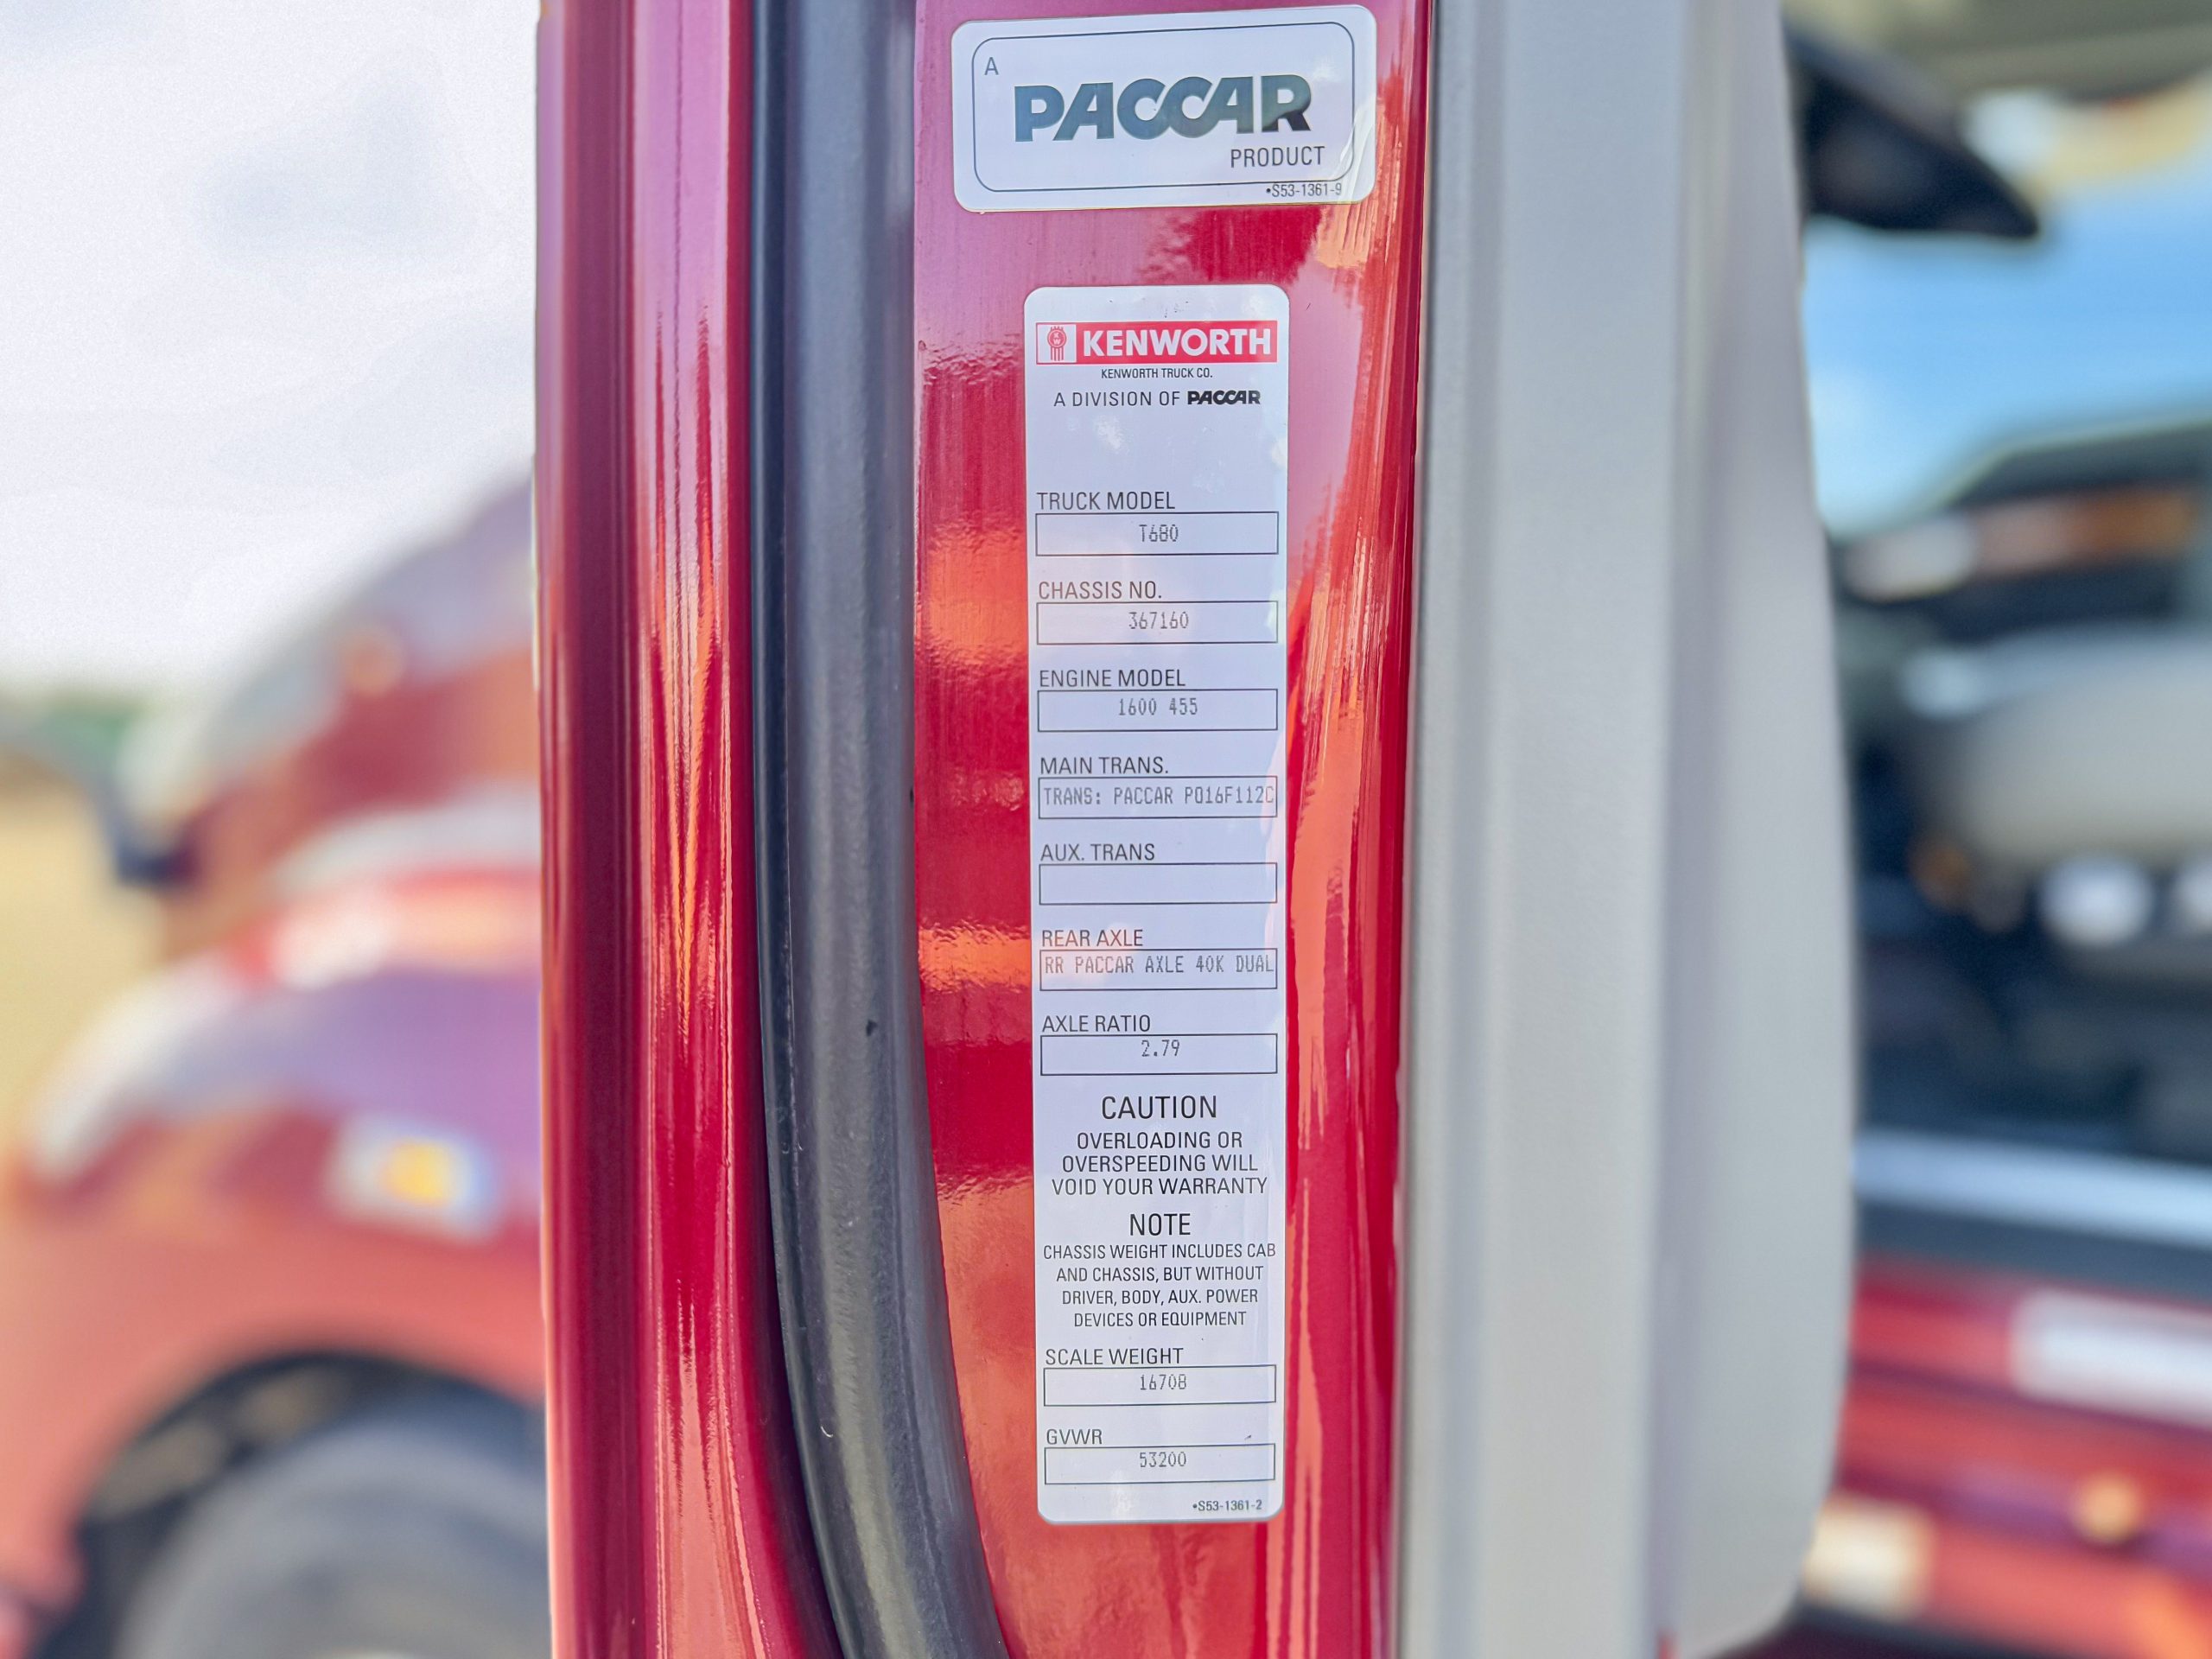 A
PACCAR
PRODUCT
•S53-1361-9
KENWORTH
KENWORTH TRUCK CO.
A DIVISION OF PACCAR
TRUCK MODEL
T680
CHASSIS NO.
367160
ENGINE MODEL
1600 455
MAIN TRANS.
TRANS: PACCAR PO16F112C
AUX. TRANS
REAR AXLE
RR PACCAR AXLE 40K DUAL
AXLE RATIO
2.79
CAUTION
OVERLOADING OR
OVERSPEEDING WILL
VOID YOUR WARRANTY
NOTE
CHASSIS WEIGHT INCLUDES CAB
AND CHASSIS, BUT WITHOUT
DRIVER, BODY, AUX. POWER
DEVICES OR EQUIPMENT
SCALE WEIGHT
16708
GVWR
53200
•S53-1361-2